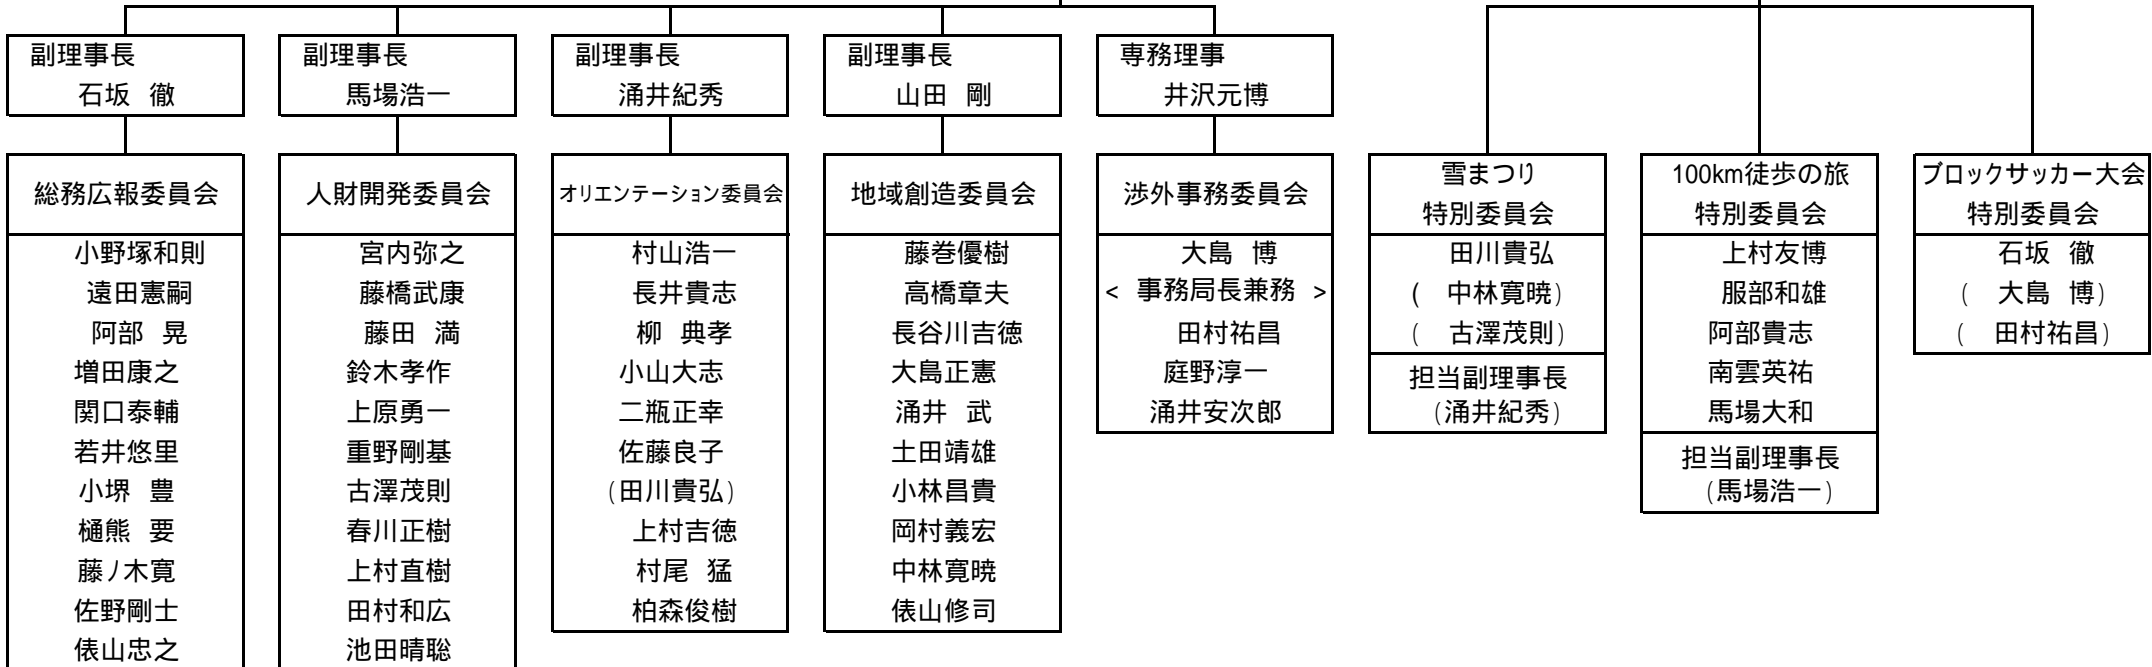 副理事長
石坂 徹
副理事長
馬場浩一
副理事長
涌井紀秀
副理事長
山田 剛
専務理事
井沢元博
総務広報委員会
小野塚和則
遠田憲嗣
阿部 晃
増田康之
関口泰輔
若井悠里
小堺 豊
樋熊 要
藤ノ木寛
佐野剛士
俵山忠之
人財開発委員会
宮内弥之
藤橋武康
藤田 満
鈴木孝作
上原勇一
重野剛基
古澤茂則
春川正樹
上村直樹
田村和広
池田晴聡
オリエンテーション委員会
村山浩一
長井貴志
柳 典孝
小山大志
二瓶正幸
佐藤良子
(田川貴弘)
上村吉徳
村尾 猛
柏森俊樹
地域創造委員会
藤巻優樹
高橋章夫
長谷川吉徳
大島正憲
涌井 武
土田靖雄
小林昌貴
岡村義宏
中林寛暁
俵山修司
渉外事務委員会
大島 博
< 事務局長兼務 >
田村祐昌
庭野淳一
涌井安次郎
雪まつり
特別委員会
田川貴弘
( 中林寛暁)
( 古澤茂則)
担当副理事長
(涌井紀秀)
100km徒歩の旅
特別委員会
上村友博
服部和雄
阿部貴志
南雲英祐
馬場大和
担当副理事長
(馬場浩一)
ブロックサッカー大会
特別委員会
石坂 徹
( 大島 博)
( 田村祐昌)